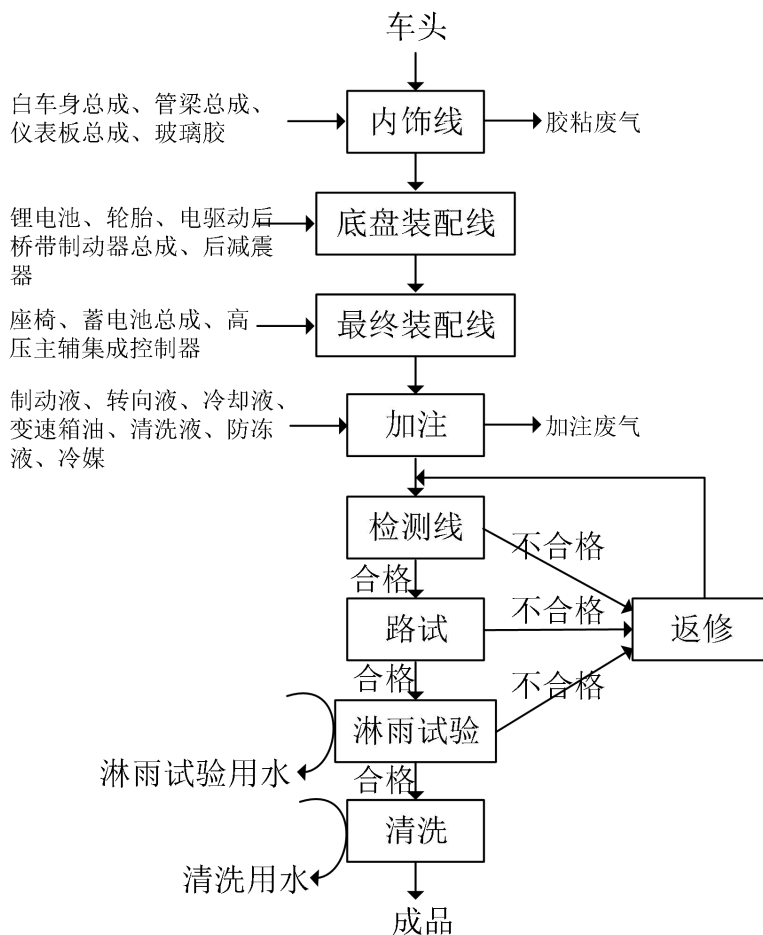 车头
白车身总成、管梁总成、
仪表板总成、玻璃胶
内饰线
胶粘废气
锂电池、轮胎、电驱动后
桥带制动器总成、后减震
器
底盘装配线
座椅、蓄电池总成、高
压主辅集成控制器
最终装配线
制动液、转向液、冷却液、
变速箱油、清洗液、防冻
液、冷媒
加注
加注废气
检测线
不合格
合格
路试
不合格
返修
合格
不合格
淋雨试验
淋雨试验用水
合格
清洗
清洗用水
成品